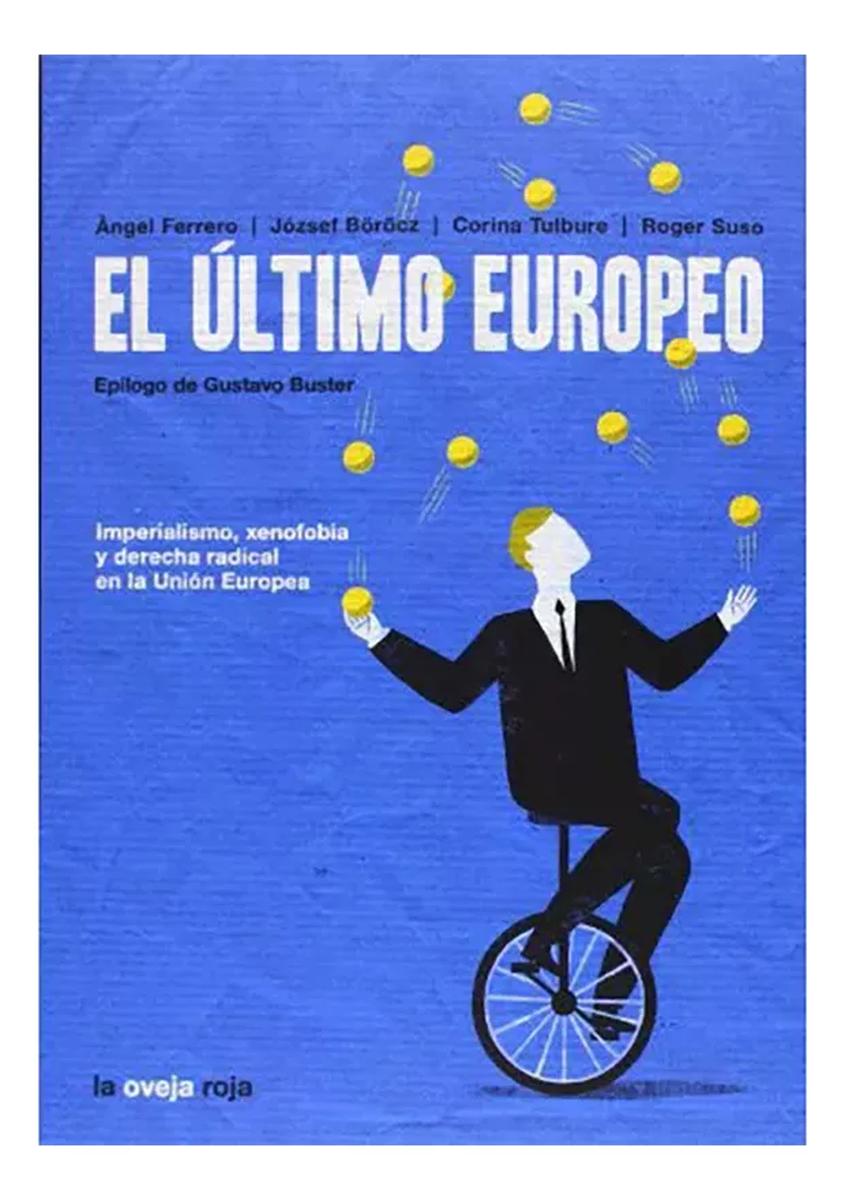 Àngel Ferrero | József Böröcz | Corina Tulbure | Roger Suso
EL ÚLTIMO EUROPEO
Epílogo de Gustavo Buster
Imperialismo, xenofobia
y derecha radical
en la Unión Europea
la oveja roja